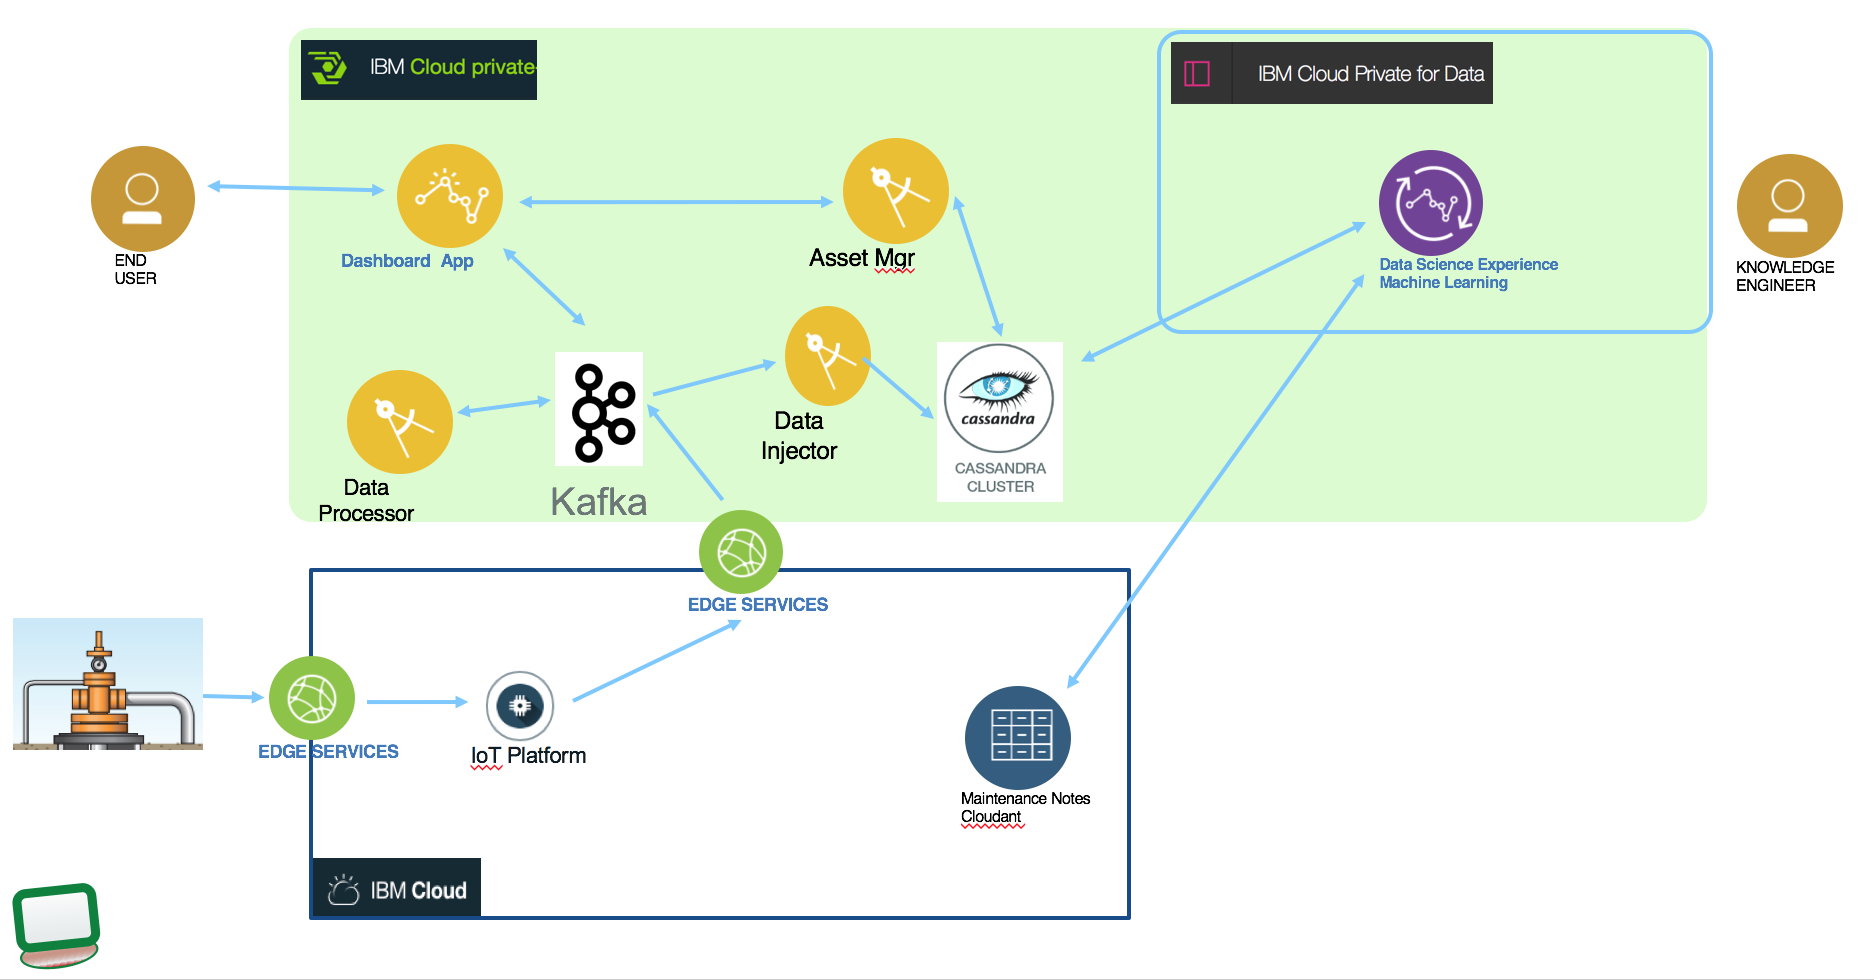 IBM Cloud private
IBM Cloud Private for Data
END
USER
Dashboard App
Asset Mgr
Data Science Experience
Machine Learning
KNOWLEDGE
ENGINEER
Data
Processor
Kafka
Data
Injector
cassandra
CASSANDRA
CLUSTER
EDGE SERVICES
EDGE SERVICES
IoT Platform
Maintenance Notes
Cloudant
IBM Cloud